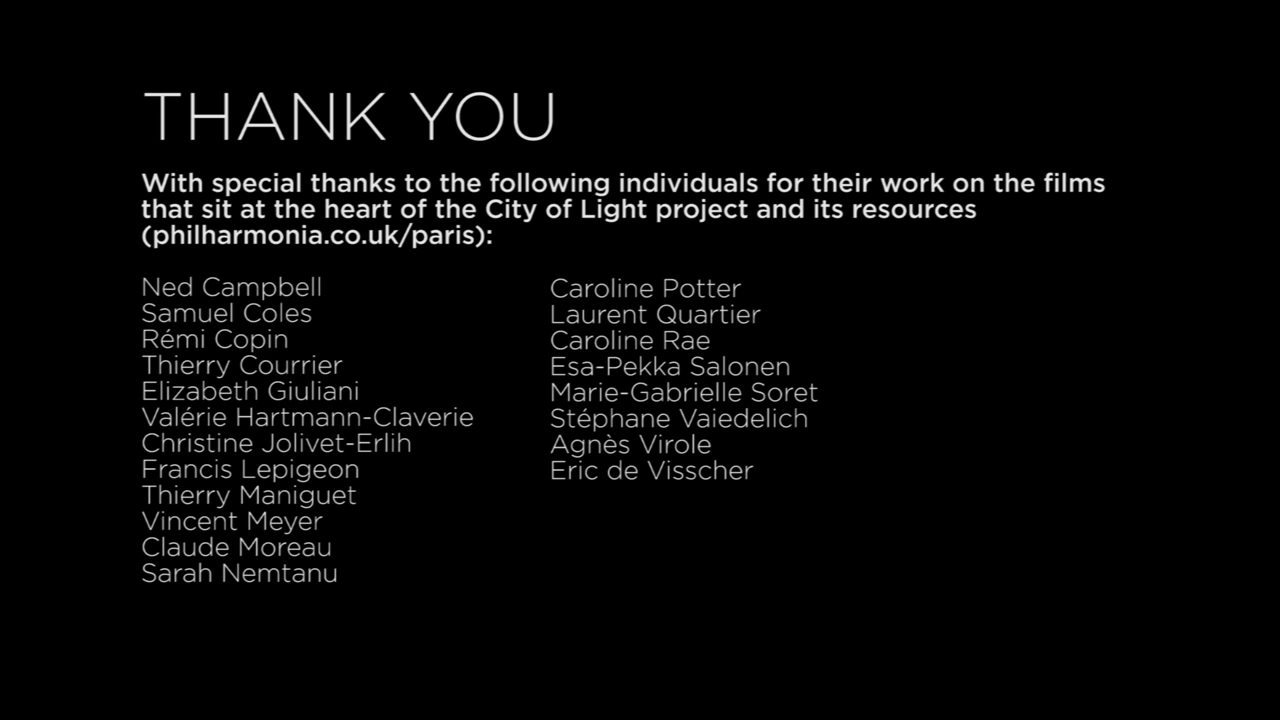 THANK YOU
With special thanks to the following individuals for their work on the films
that sit at the heart of the City of Light project and its resources
(philharmonia.co.uk/paris):
Ned Campbell
Samuel Coles
Rémi Copin
Thierry Courrier
Elizabeth Giuliani
Valérie Hartmann-Claverie
Christine Jolivet-Erlih
Francis Lepigeon
Thierry Maniguet
Vincent Meyer
Claude Moreau
Sarah Nemtanu
Caroline Potter
Laurent Quartier
Caroline Rae
Esa-Pekka Salonen
Marie-Gabrielle Soret
Stéphane Vaiedelich
Agnès Virole
Eric de Visscher